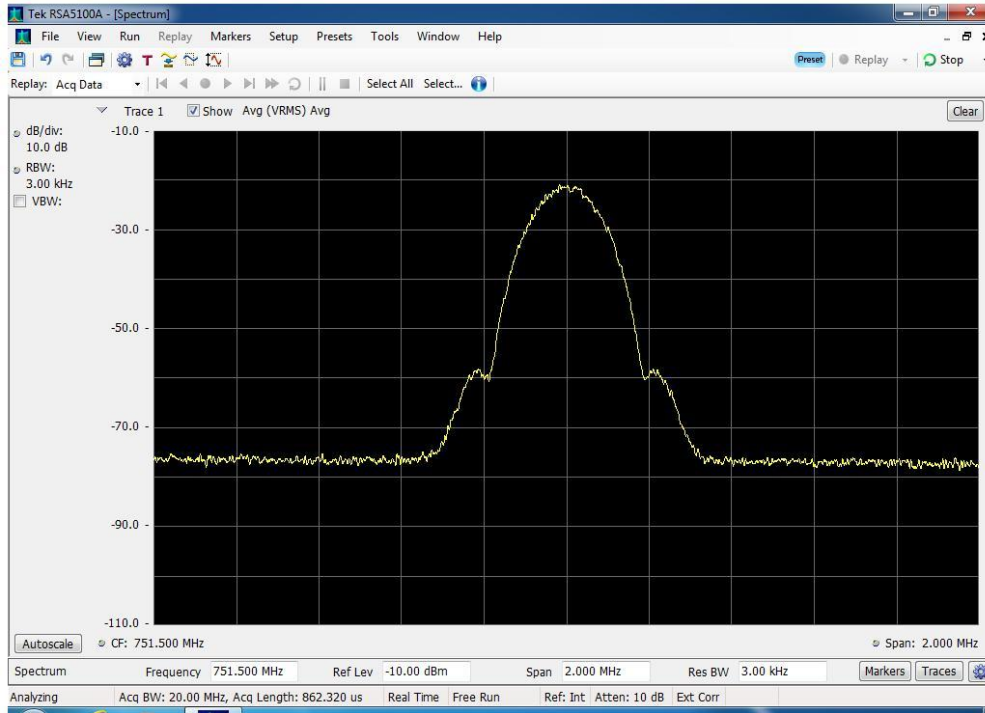 Tek RSA5100A - [Spectrum]
File View Run Replay Markers Setup Presets Tools Window Help
T Preset Replay Stop
Replay: Acq Data Select All Select...
Trace 1 Show Avg (VRMS) Avg Clear
dB/div: -10.0
10.0 dB
RBW:
3.00 kHz
VBW:
-30.0
-50.0
-70.0
-90.0
-110.0
Autoscale CF: 751.500 MHz Span: 2.000 MHz
Spectrum Frequency 751.500 MHz Ref Lev -10.00 dBm Span 2.000 MHz Res BW 3.00 kHz Markers Traces
Analyzing Acq BW: 20.00 MHz, Acq Length: 862.320 us Real Time Free Run Ref: Int Atten: 10 dB Ext Corr